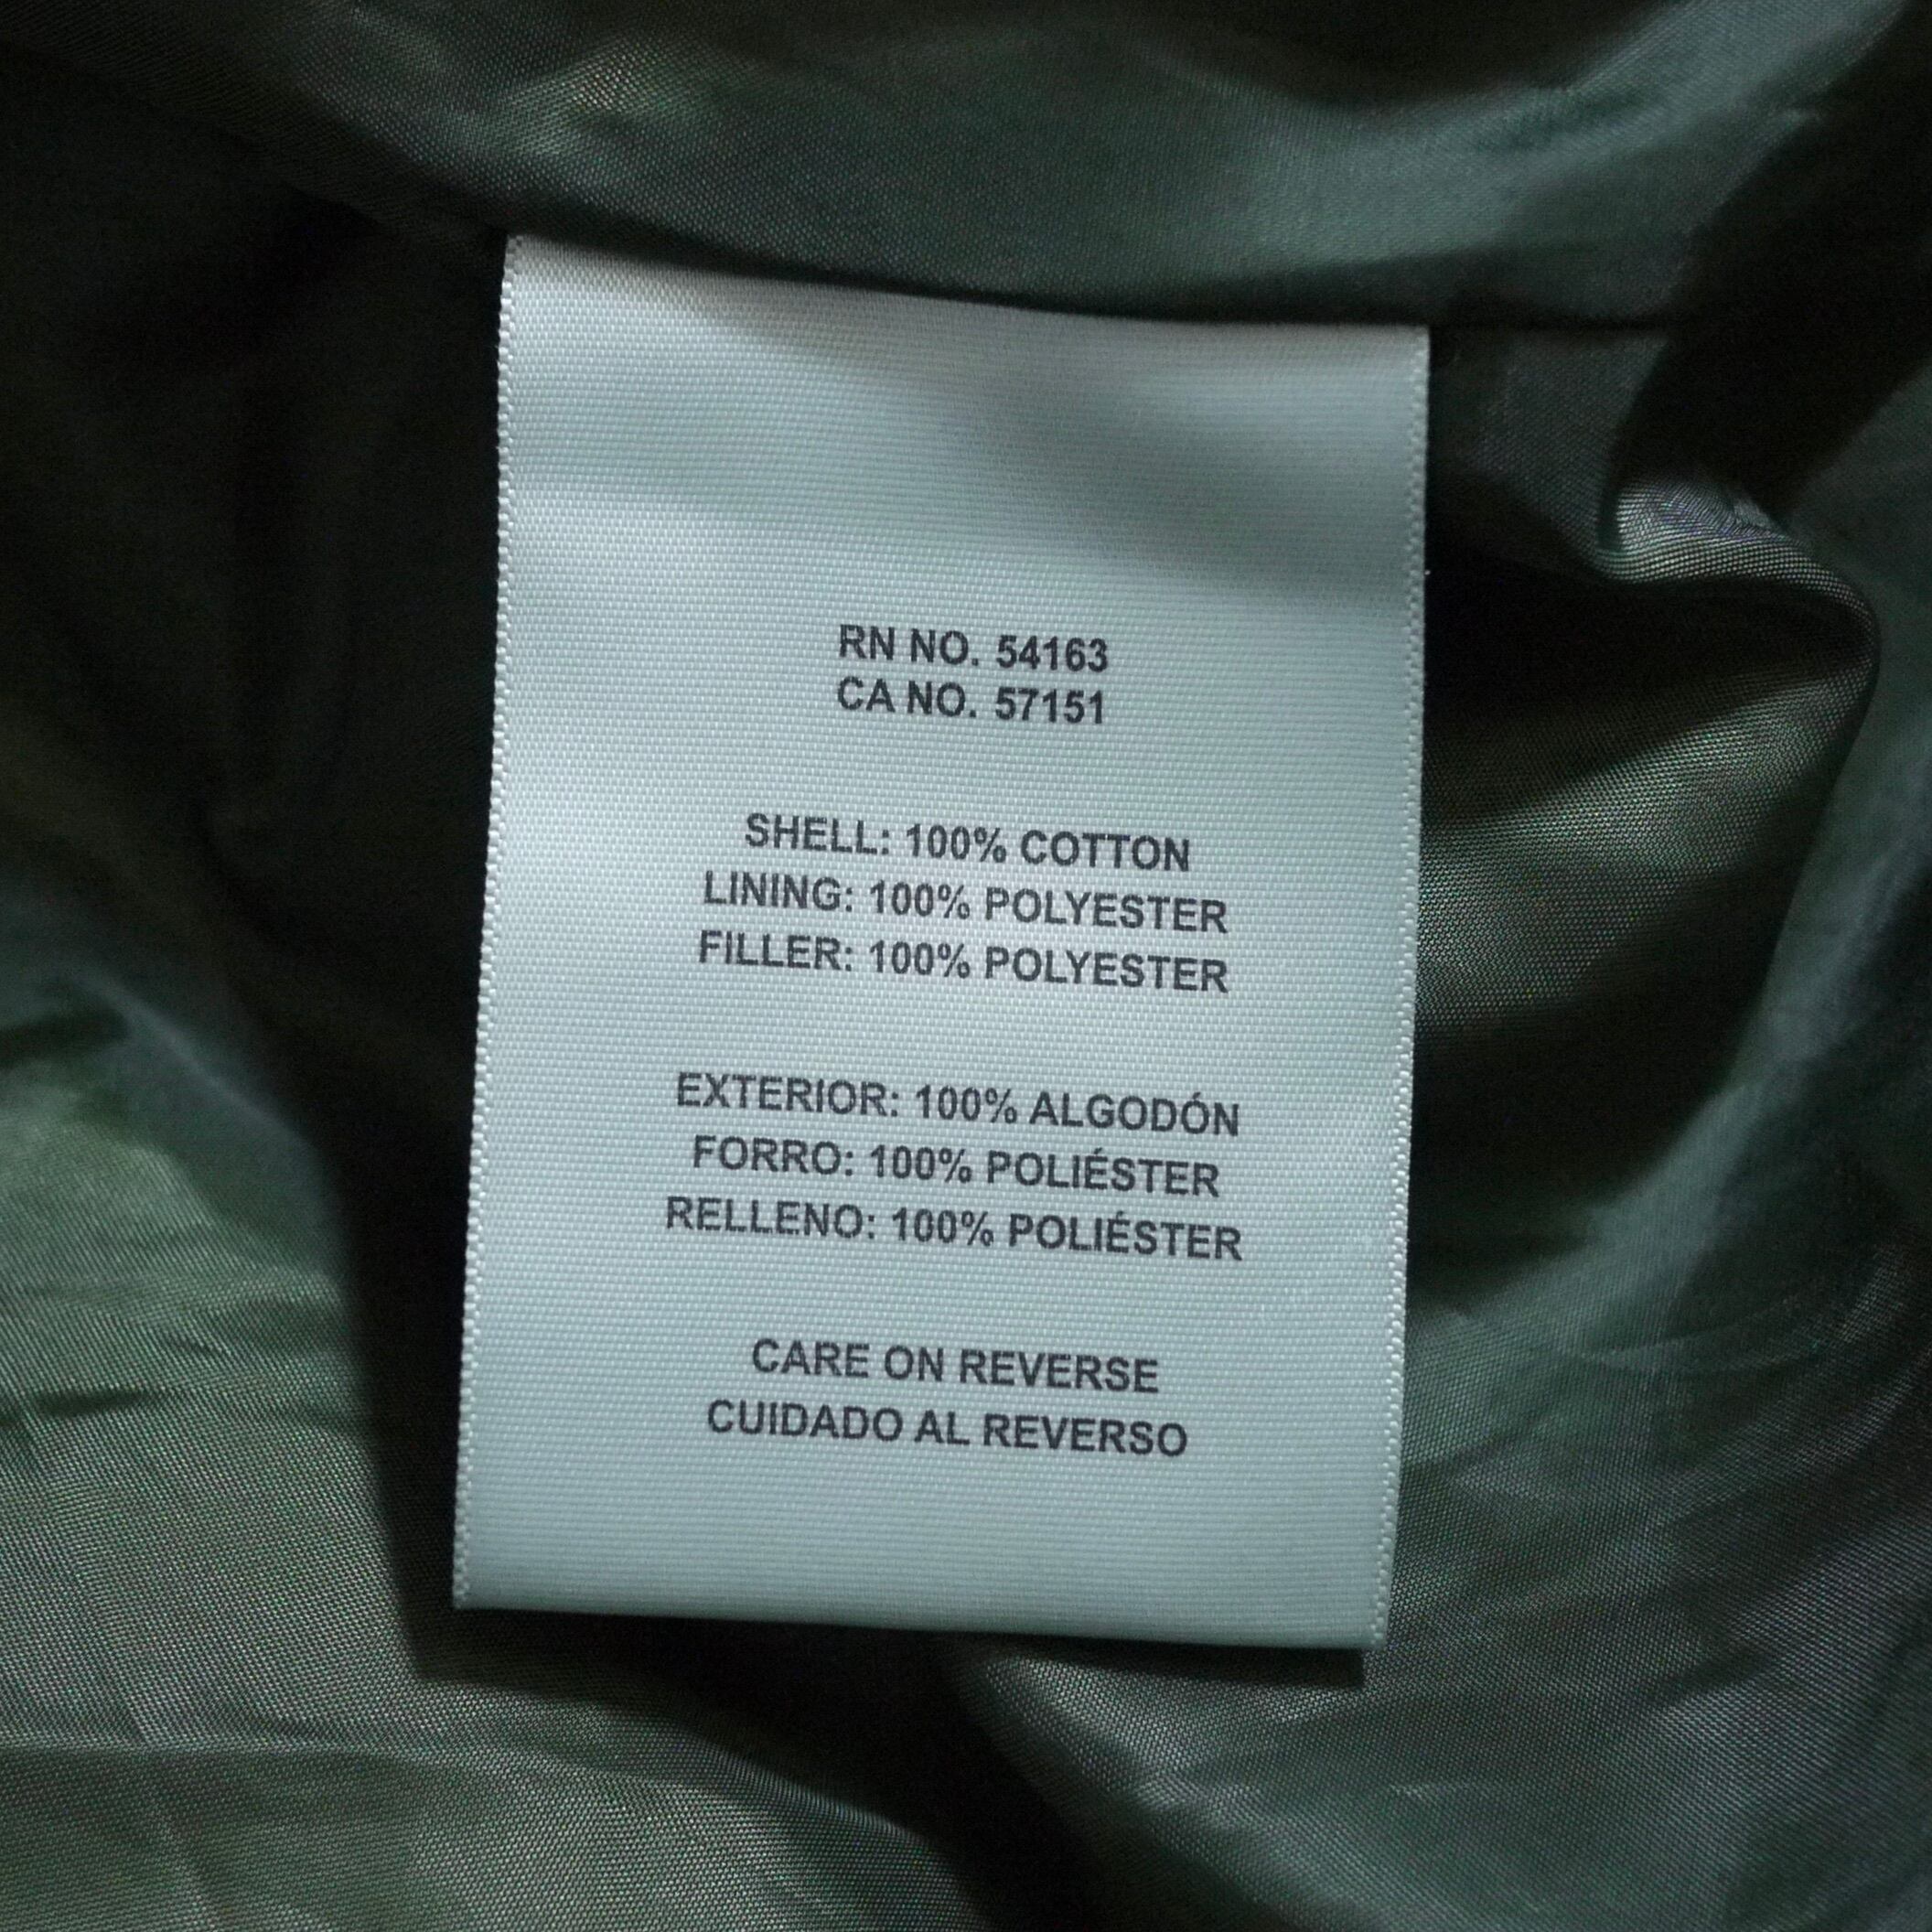 RN NO. 54163
CA NO. 57151
SHELL: 100% COTTON
LINING: 100% POLYESTER
FILLER: 100% POLYESTER
EXTERIOR: 100% ALGODÓN
FORRO: 100% POLIÉSTER
RELLENO: 100% POLIÉSTER
CARE ON REVERSE
CUIDADO AL REVERSO